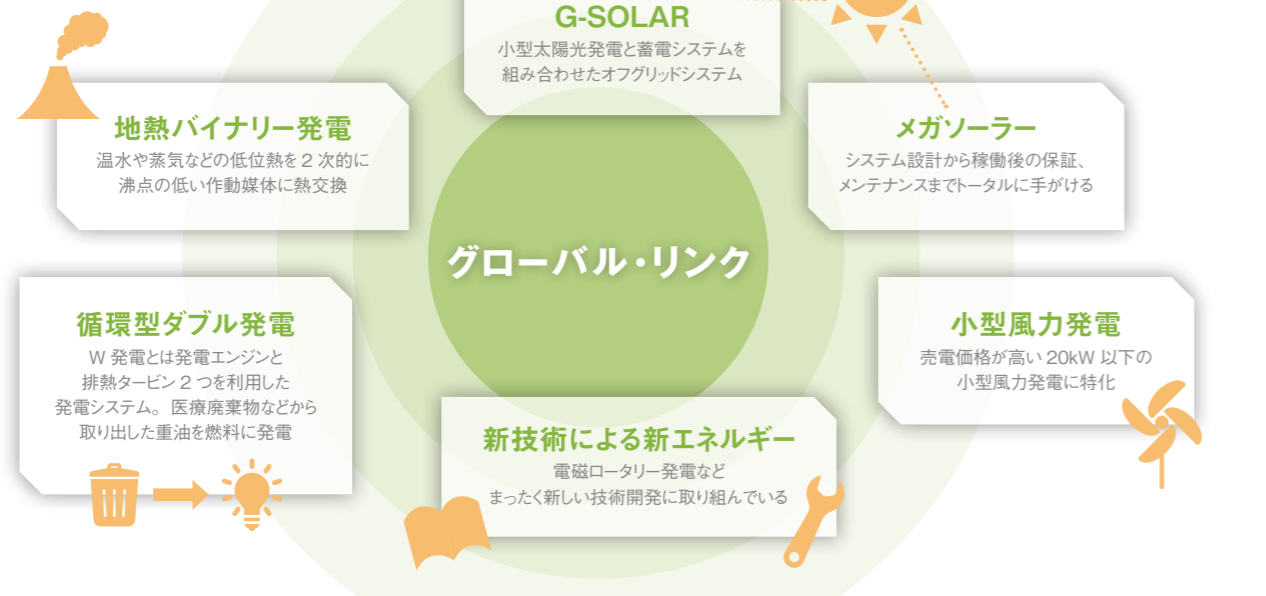 G-SOLAR
小型太陽光発電と蓄電システムを
組み合わせたオフグリッドシステム
地熱バイナリー発電
温水や蒸気などの低位熱を2次的に
沸点の低い作動媒体に熱交換
メガソーラー
システム設計から稼働後の保証、
メンテナンスまでトータルに手がける
グローバル・リンク
循環型ダブル発電
W 発電とは発電エンジンと
排熱タービン2つを利用した
発電システム。医療廃棄物などから
取り出した重油を燃料に発電
小型風力発電
売電価格が高い 20kW 以下の
小型風力発電に特化
新技術による新エネルギー
電磁ロータリー発電など
まったく新しい技術開発に取り組んでいる